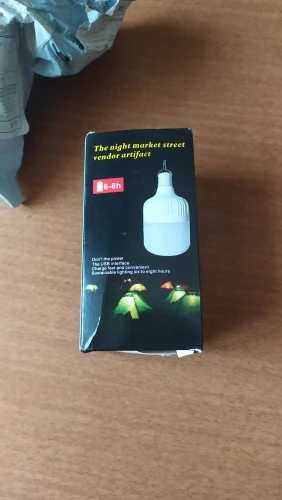 The night market street
vendor artifact
6-8h
Don't the power
The USB interface
Charge fast and convenient
Sustainable lighting six to eight hours